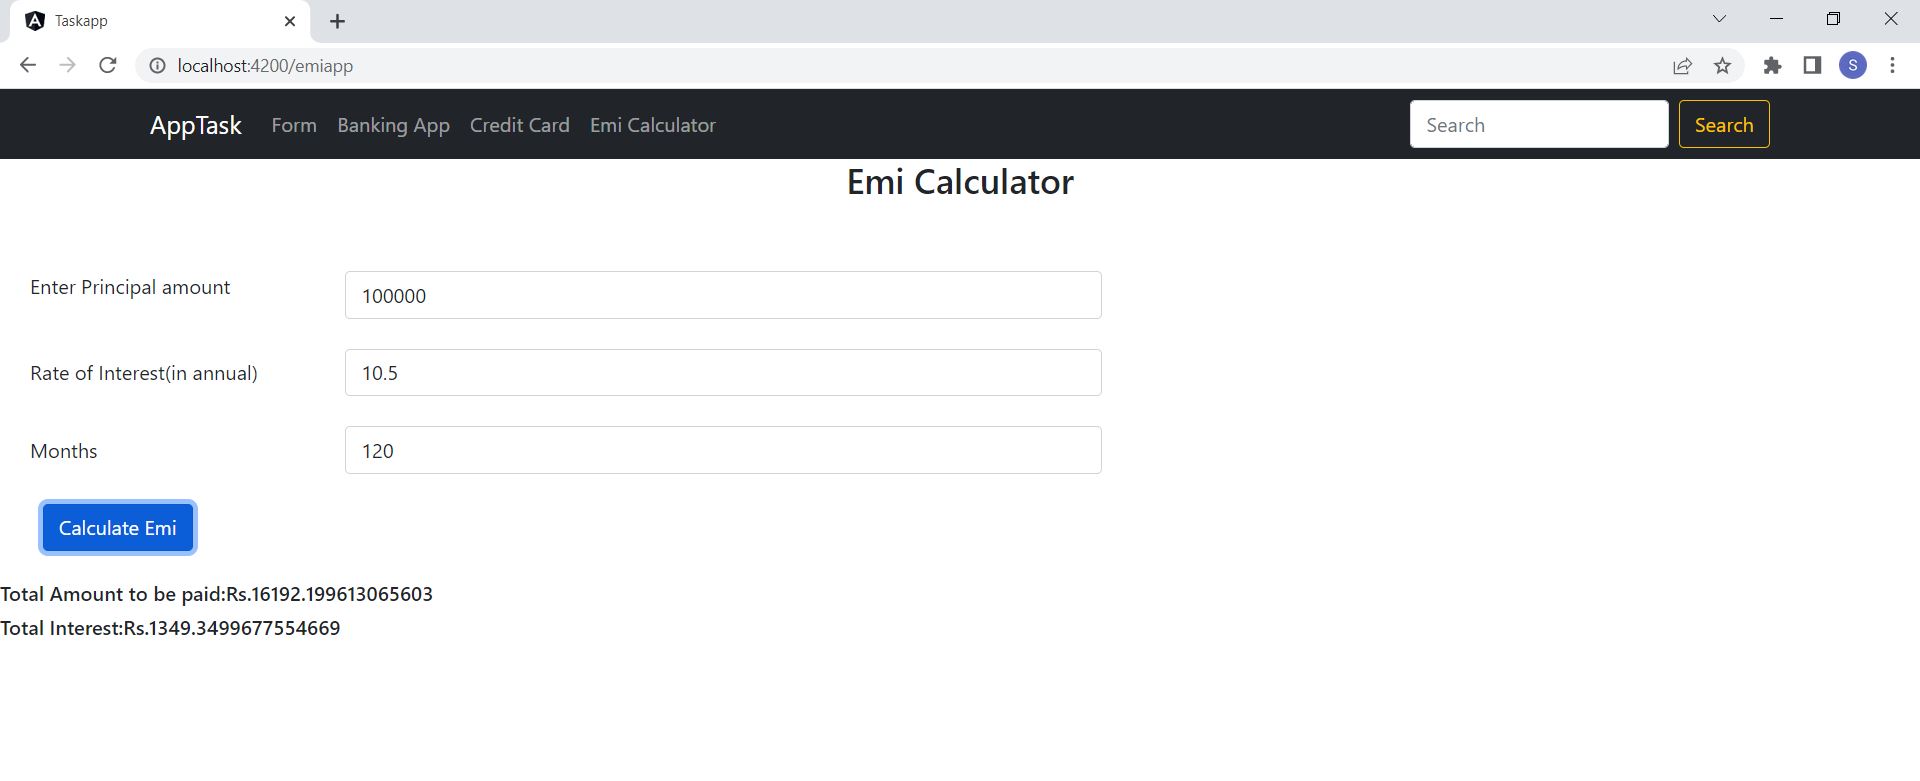 Taskapp
localhost:4200/emiapp
S
AppTask Form Banking App Credit Card Emi Calculator Search Search
Emi Calculator
Enter Principal amount 100000
Rate of Interest(in annual) 10.5
Months 120
Calculate Emi
Total Amount to be paid:Rs.16192.199613065603
Total Interest:Rs.1349.3499677554669